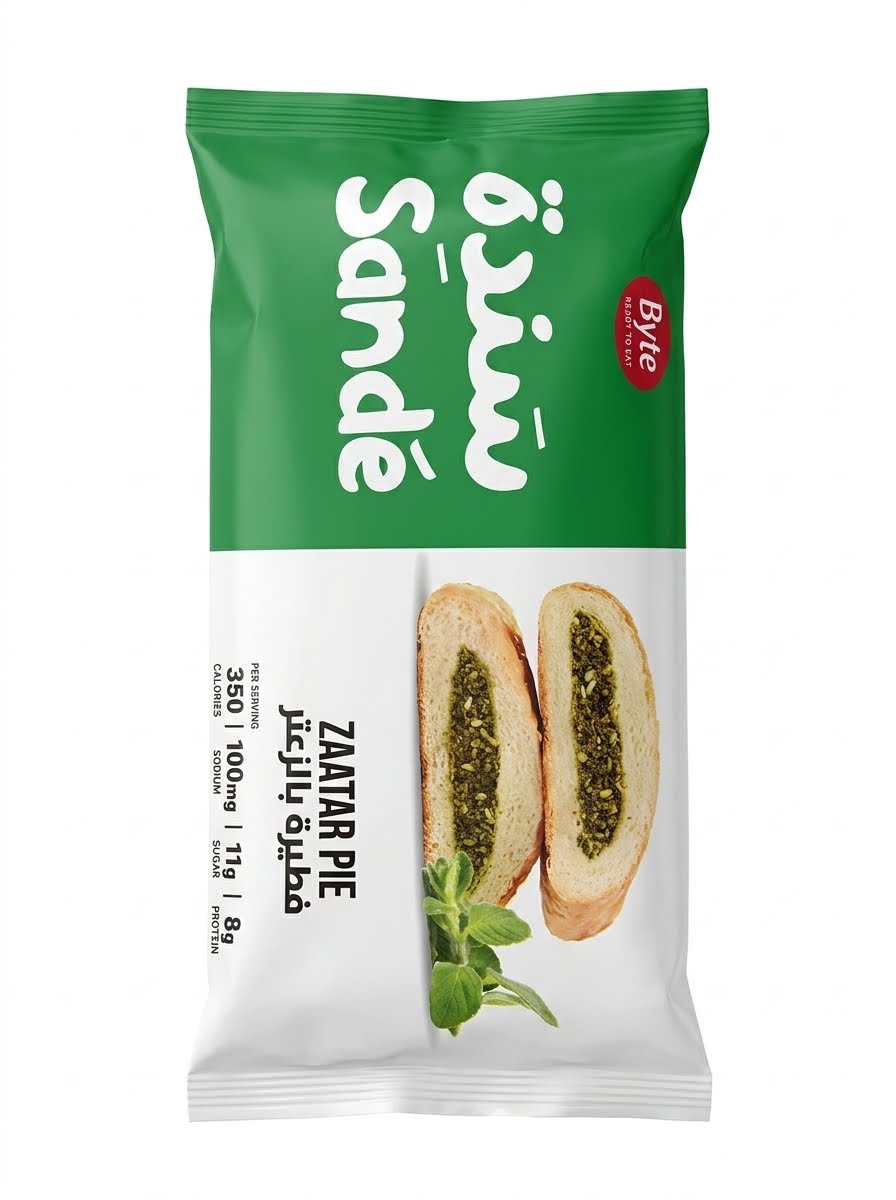 سَندِة
Sandé
Byte
READY TO EAT
ZAATAR PIE
فطيرة بالزعتر
PER SERVING
350 | 100mg | 11g | 8g
CALORIES SODIUM SUGAR PROTEIN